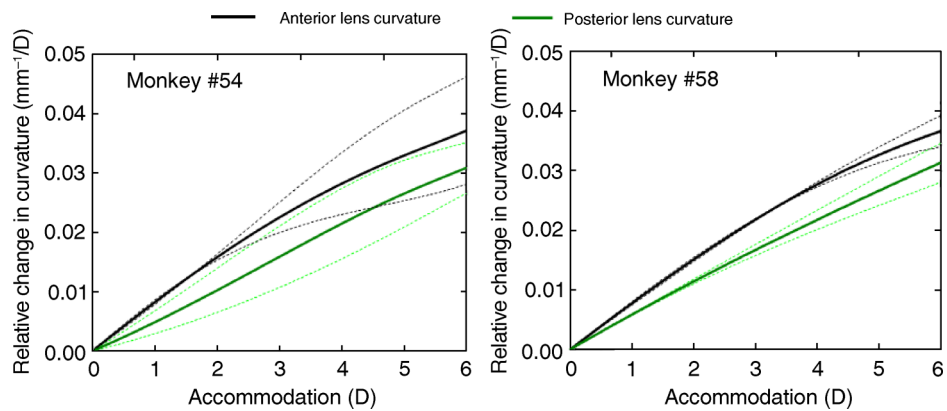 Anterior lens curvature
Posterior lens curvature
Relative change in curvature (mm⁻¹/D)
0.05
0.04
0.03
0.02
0.01
0.00
Monkey #54
0 1 2 3 4 5 6
Accommodation (D)
Relative change in curvature (mm⁻¹/D)
0.05
0.04
0.03
0.02
0.01
0.00
Monkey #58
0 1 2 3 4 5 6
Accommodation (D)